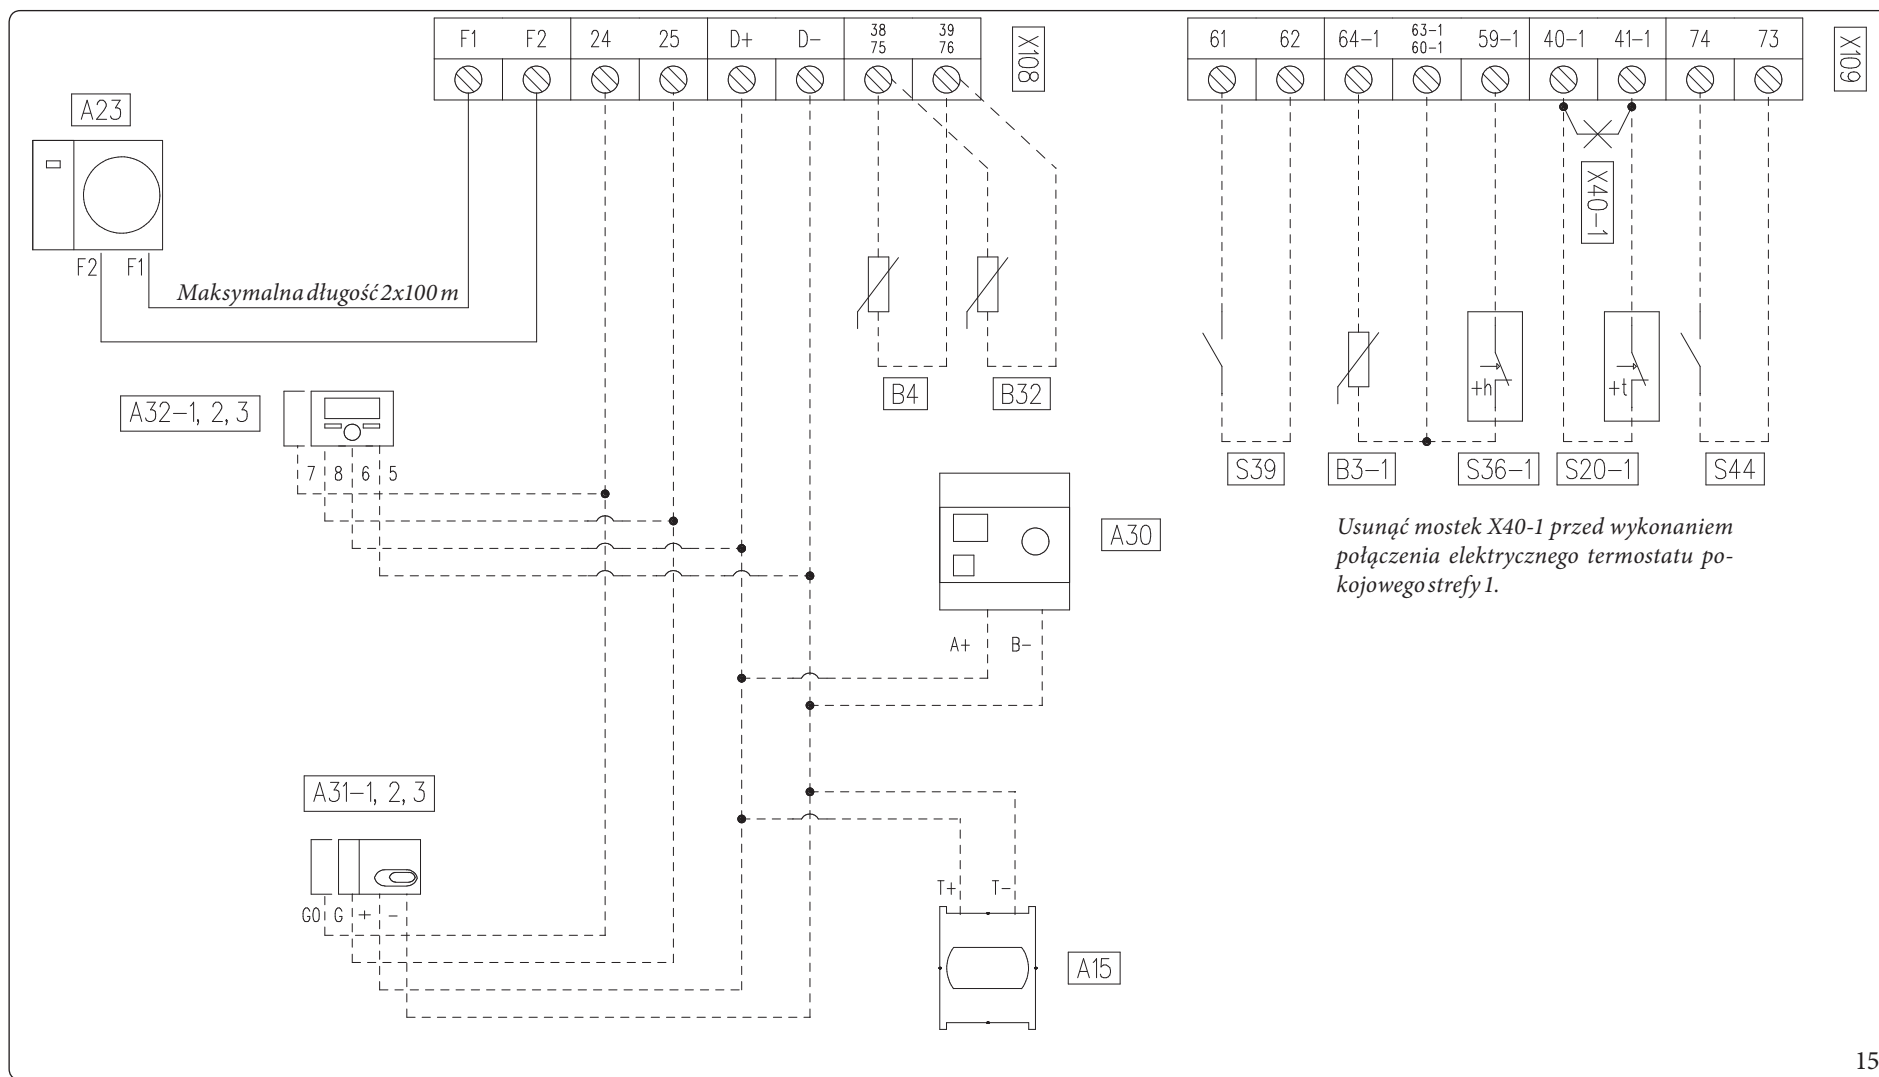 F1 F2 24 25 D+ D- 38 39
75 76
X108
61 62 64-1 63-1 59-1 40-1 41-1 74 73
60-1
X109
A23
F2 F1
Maksymalna długość 2x100 m
X40-1
B4
B32
A32-1, 2, 3
7 8 6 5
+h
+t
S39
B3-1
S36-1
S20-1
S44
Usunąć mostek X40-1 przed wykonaniem
połączenia elektrycznego termostatu po-
kojowego strefy 1.
A30
A+ B-
A31-1, 2, 3
G0 G + -
T+ T-
A15
15